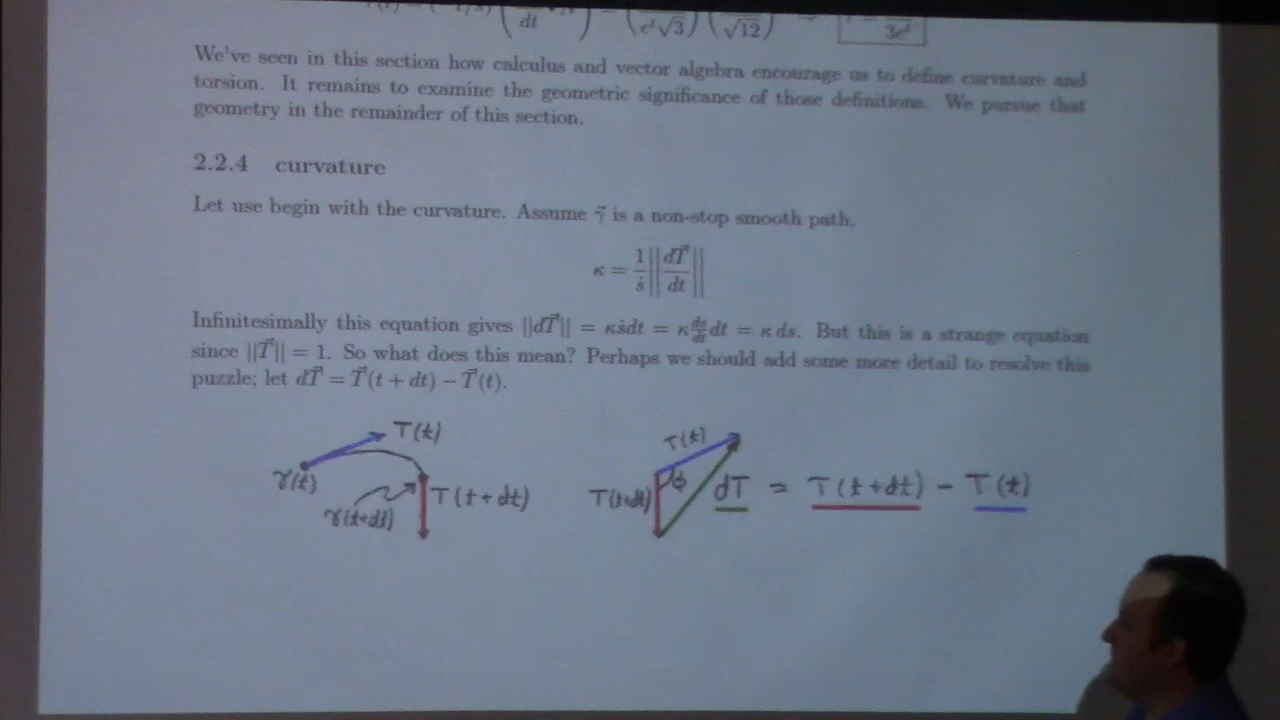 dt e^t√3 √12 3e^t
We've seen in this section how calculus and vector algebra encourage us to define curvature and
torsion. It remains to examine the geometric significance of those definitions. We pursue that
geometry in the remainder of this section.
2.2.4 curvature
Let use begin with the curvature. Assume γ⃗ is a non-stop smooth path,
κ = 1/ṡ ||dT⃗/dt||
Infinitesimally this equation gives ||dT⃗|| = κṡdt = κ ds/dt dt = κ ds. But this is a strange equation
since ||T⃗|| = 1. So what does this mean? Perhaps we should add some more detail to resolve this
puzzle; let dT⃗ = T⃗(t + dt) − T⃗(t).
T(t)
γ(t)
T(t+dt)
γ(t+dt)
T(t)
T(t+dt)
φ
dT = T(t+dt) − T(t)